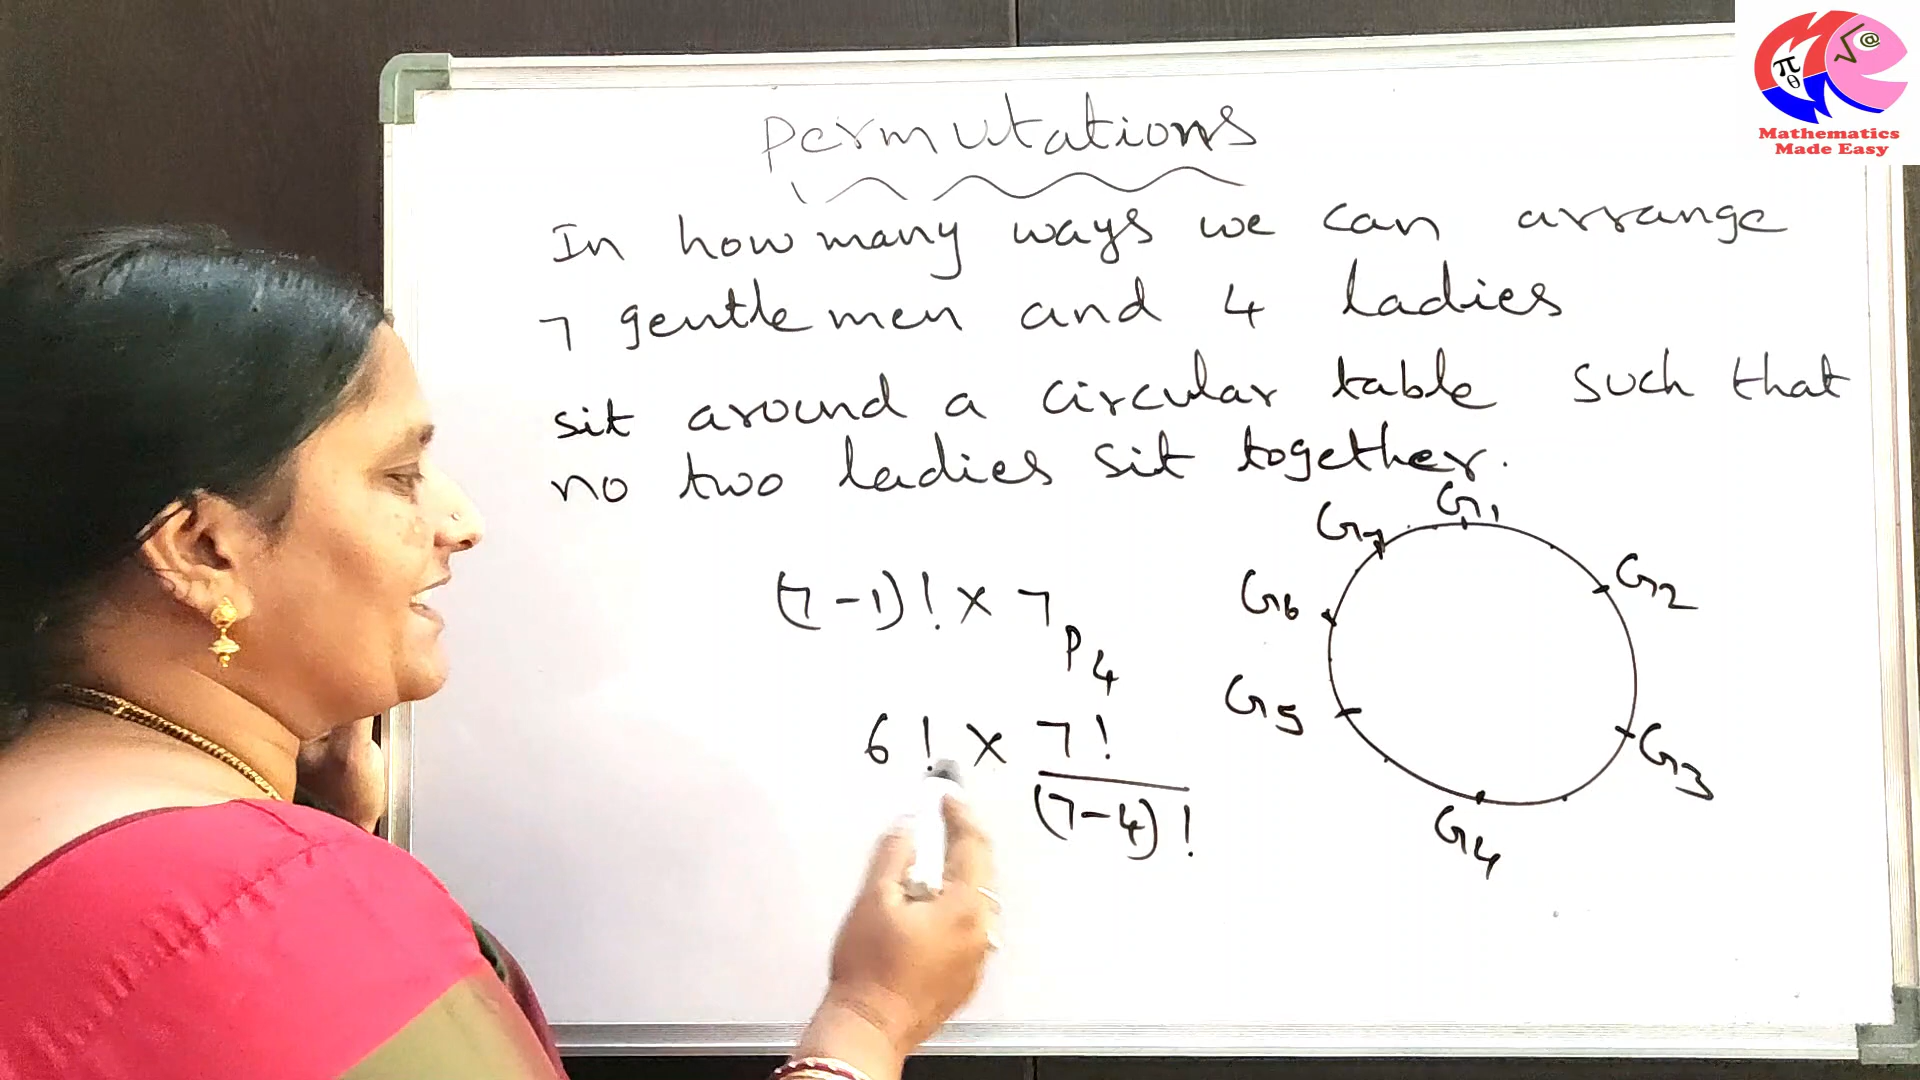 √ @
π
θ
Mathematics
Made Easy
Permutations
In how many ways we can arrange
7 gentlemen and 4 ladies
sit around a circular table such that
no two ladies sit together.
(7-1)! × 7P4
6! × 7!
(7-4)!
G1
G2
G3
G4
G5
G6
G7